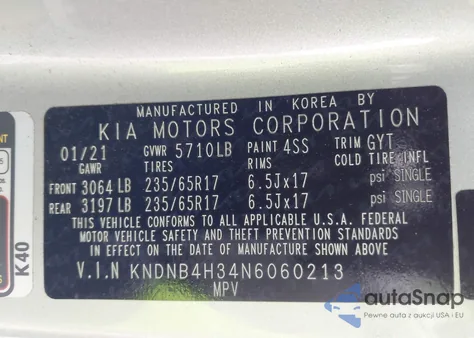 MANUFACTURED IN KOREA BY
KIA MOTORS CORPORATION
01/21 GVWR 5710LB PAINT 4SS TRIM GYT
GAWR TIRES RIMS COLD TIRE INFL
FRONT 3064 LB 235/65R17 6.5Jx17 psi SINGLE
REAR 3197 LB 235/65R17 6.5Jx17 psi SINGLE
THIS VEHICLE CONFORMS TO ALL APPLICABLE U.S.A. FEDERAL
MOTOR VEHICLE SAFETY AND THEFT PREVENTION STANDARDS
IN EFFECT ON THE DATE OF MANUFACTURE SHOWN ABOVE.
V.I.N KNDNB4H34N6060213
MPV
K40
autoSnap
Pewne auta z aukcji USA i EU